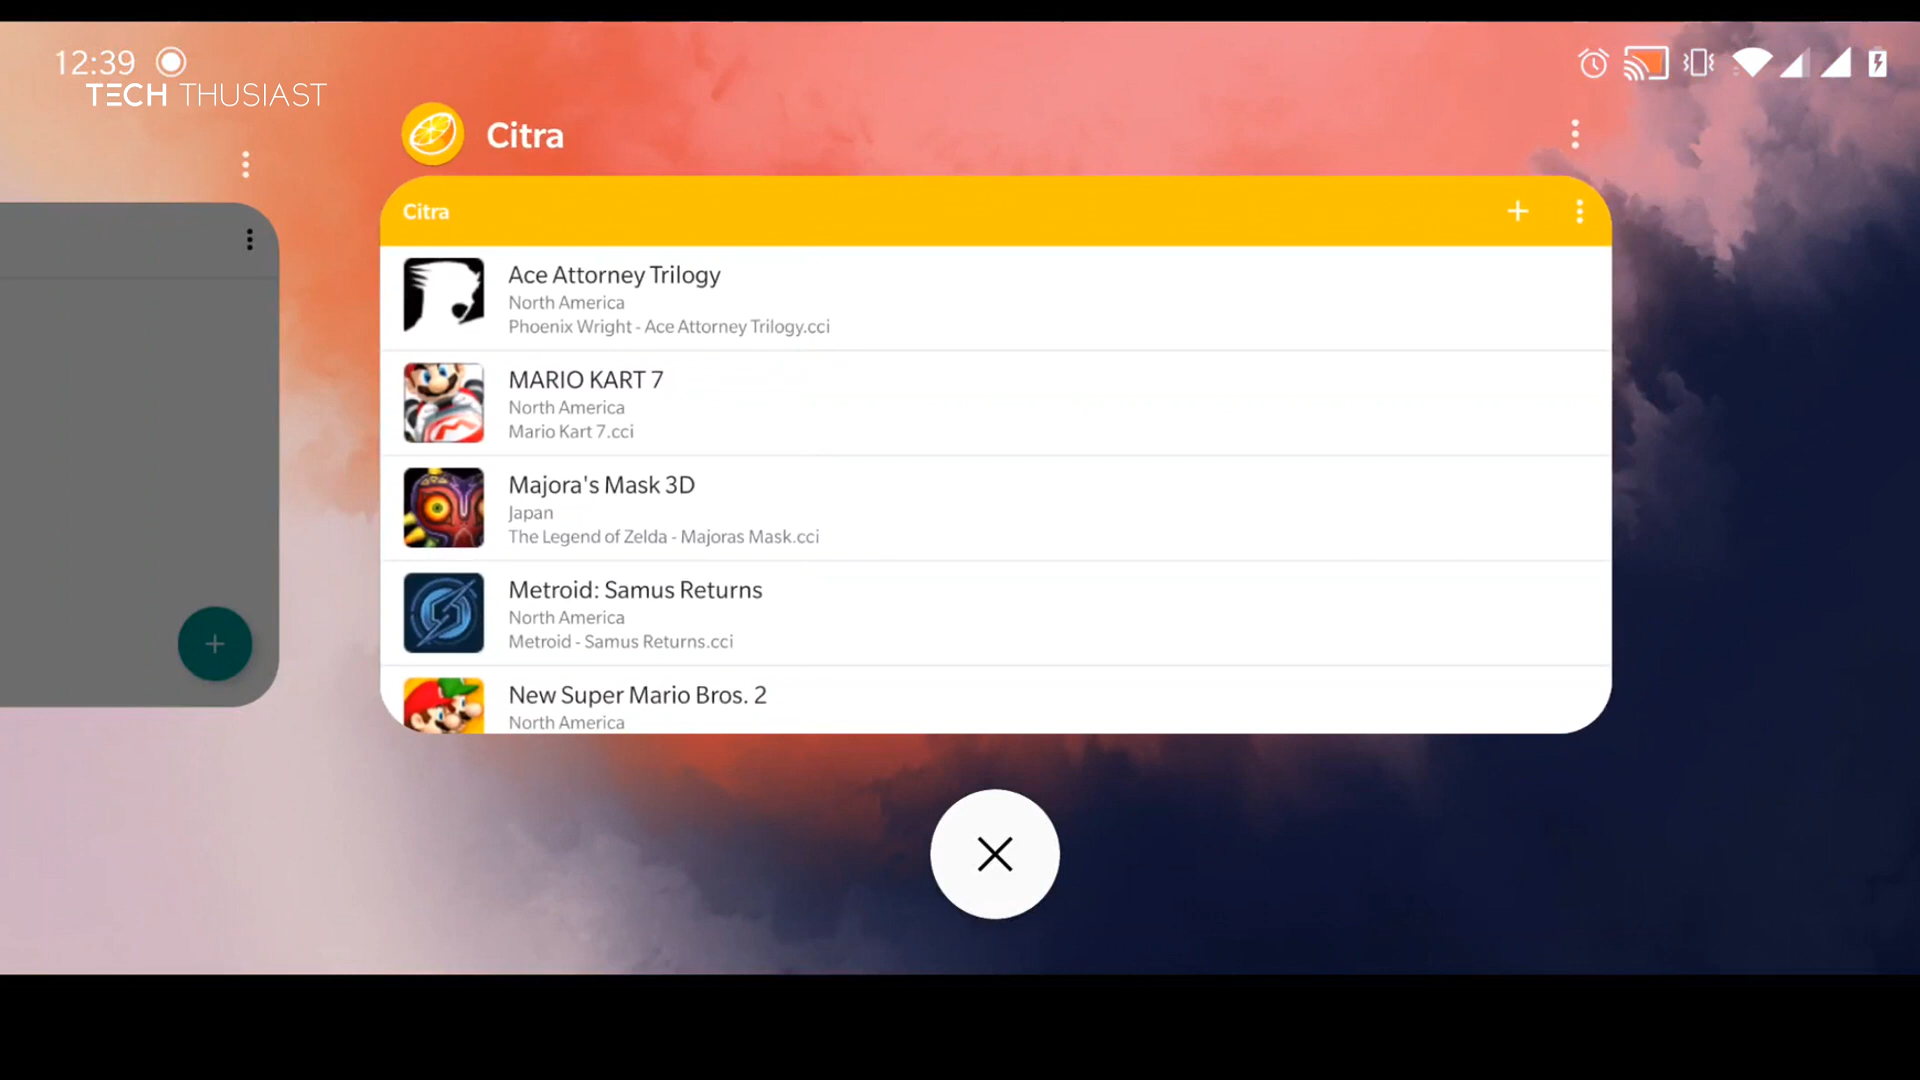 12:39
TECH THUSIAST
Citra
Citra
Ace Attorney Trilogy
North America
Phoenix Wright - Ace Attorney Trilogy.cci
MARIO KART 7
North America
Mario Kart 7.cci
Majora's Mask 3D
Japan
The Legend of Zelda - Majoras Mask.cci
Metroid: Samus Returns
North America
Metroid - Samus Returns.cci
New Super Mario Bros. 2
North America